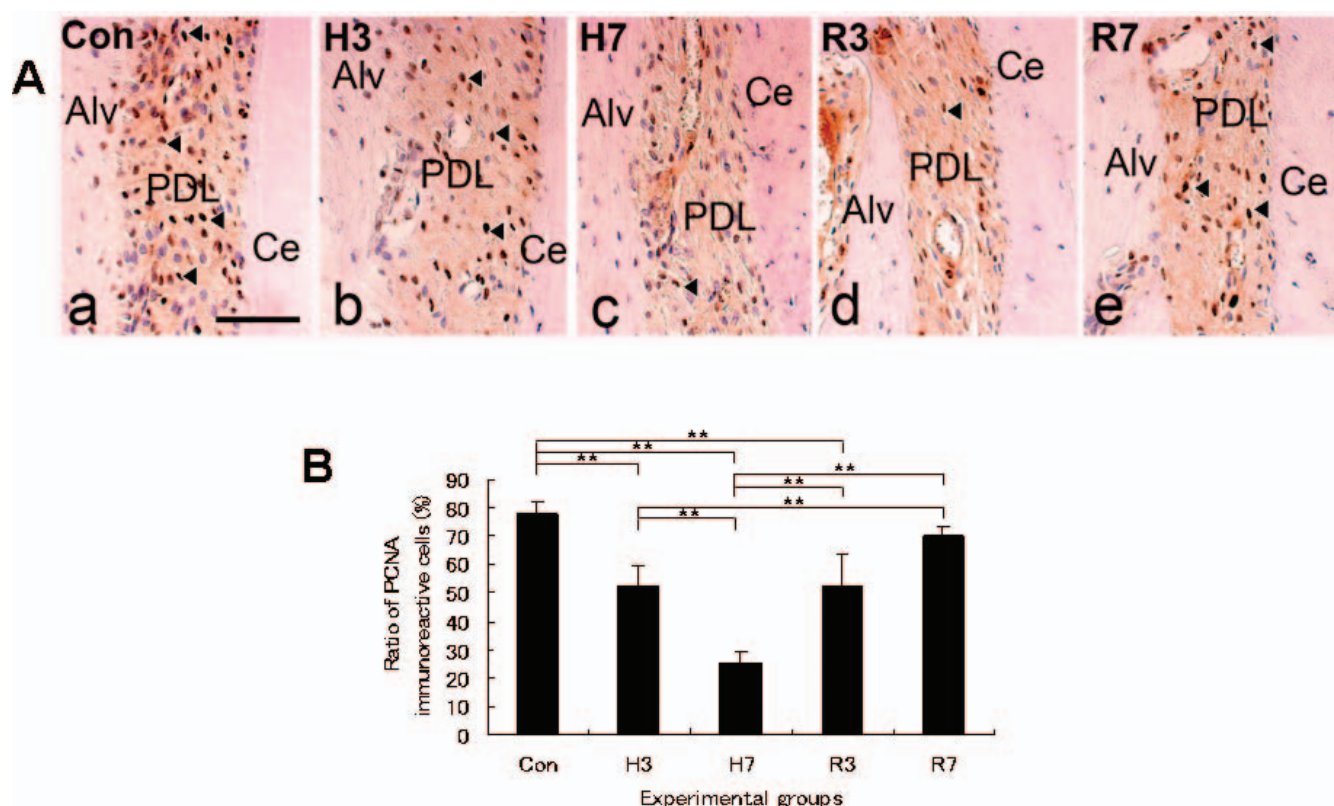 A
Con
Alv
PDL
Ce
a
H3
Alv
PDL
Ce
b
H7
Alv
Ce
PDL
c
R3
Ce
PDL
Alv
d
R7
PDL
Alv
Ce
e
B
**
**
**
**
**
**
**
Ratio of PCNA
immunoreactive cells (%)
90
80
70
60
50
40
30
20
10
0
Con H3 H7 R3 R7
Experimental groups